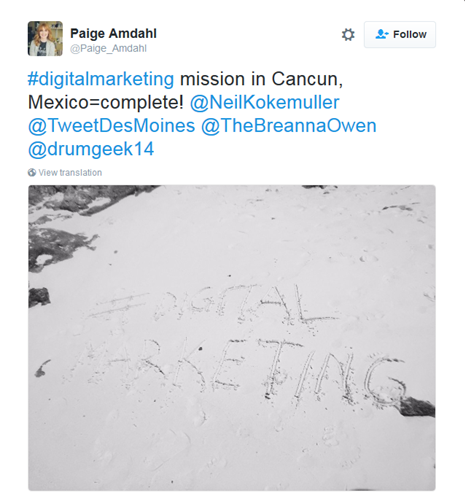 Paige Amdahl
@Paige_Amdahl
Follow
#digitalmarketing mission in Cancun,
Mexico=complete! @NeilKokemuller
@TweetDesMoines @TheBreannaOwen
@drumgeek14
View translation
#DIGITAL
MARKETING